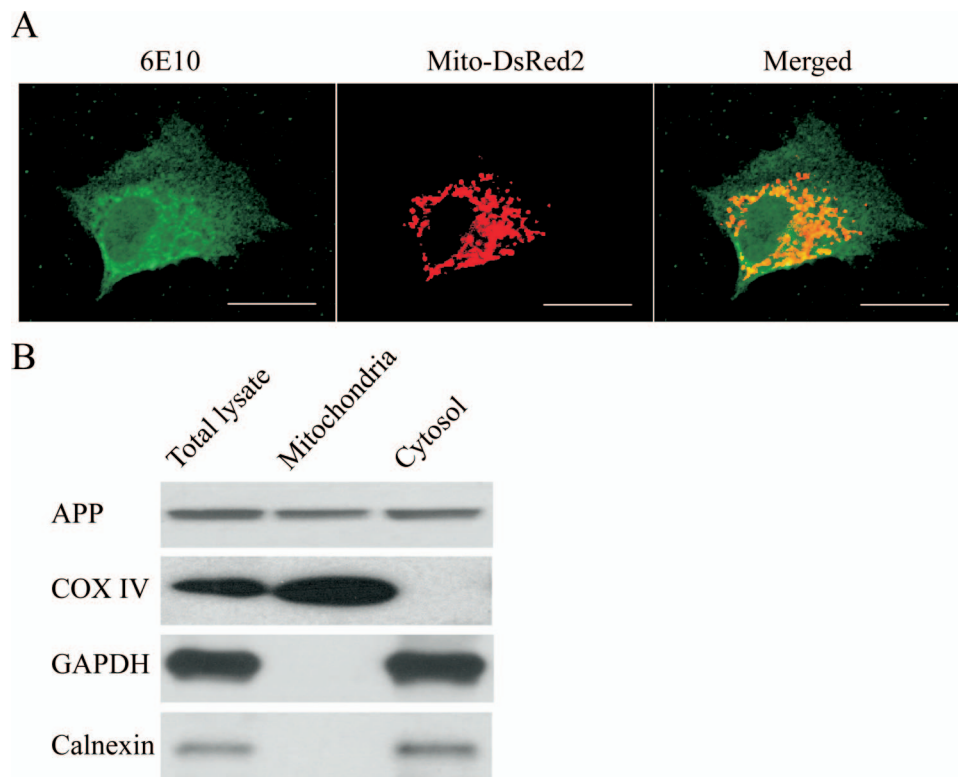 A
6E10 Mito-DsRed2 Merged
B
Total lysate Mitochondria Cytosol
APP
COX IV
GAPDH
Calnexin